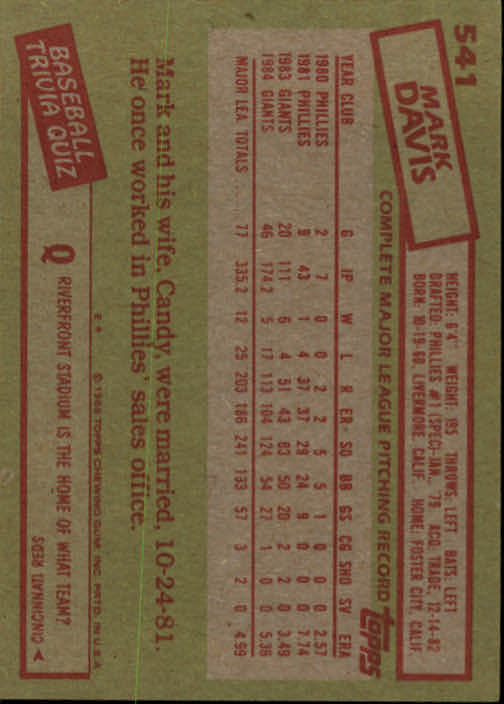 541
MARK
DAVIS
HEIGHT: 6'4" WEIGHT: 195 THROWS: LEFT BATS: LEFT
DRAFTED: PHILLIES #1 (SPECI-JAN., '79 ACQ: TRADE, 12-14-82
BORN: 10-19-60, LIVERMORE, CALIF. HOME: FOSTER CITY, CALIF.
COMPLETE MAJOR LEAGUE PITCHING RECORD topps
YEAR CLUB G IP W L R ER SO BB GS CG SHO SV ERA
1980 PHILLIES 2 7 0 0 2 2 5 5 1 0 0 0 2.57
1981 PHILLIES 9 43 1 4 37 37 29 24 9 0 0 0 7.74
1983 GIANTS 20 111 6 4 51 43 83 50 20 2 2 0 3.49
1984 GIANTS 46 174.2 5 17 113 104 124 54 27 1 0 0 5.36
MAJOR LEA. TOTALS 77 335.2 12 25 203 186 241 133 57 3 2 0 4.99
Mark and his wife, Candy, were married, 10-24-81.
He once worked in Phillies' sales office.
© 1985 TOPPS CHEWING GUM, INC. PRTD. IN U.S.A.
BASEBALL
TRIVIA QUIZ
Q RIVERFRONT STADIUM IS THE HOME OF WHAT TEAM?
CINCINNATI REDS